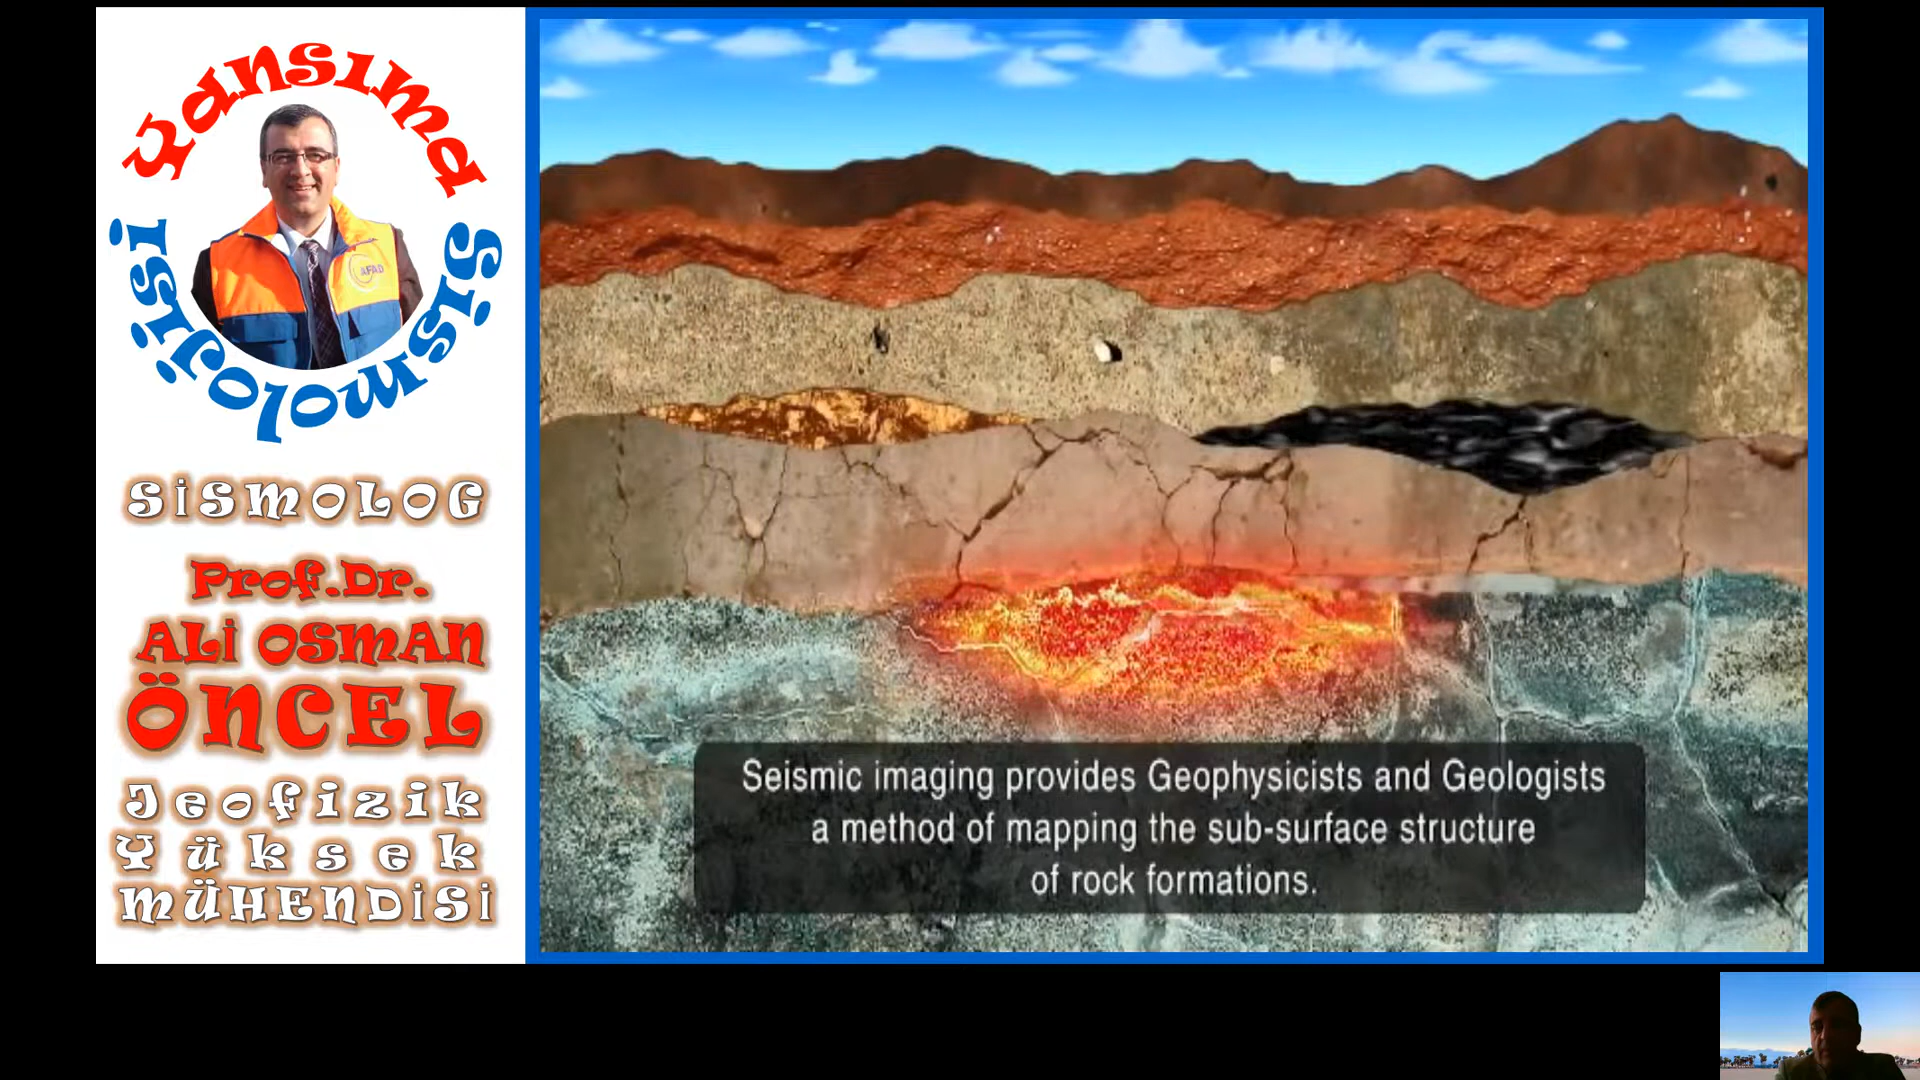 Yansıma
Sismolojisi
AFAD
SİSMOLOG
Prof.Dr.
ALİ OSMAN
ÖNCEL
Jeofizik
Yüksek
MÜHENDİSİ
Seismic imaging provides Geophysicists and Geologists
a method of mapping the sub-surface structure
of rock formations.